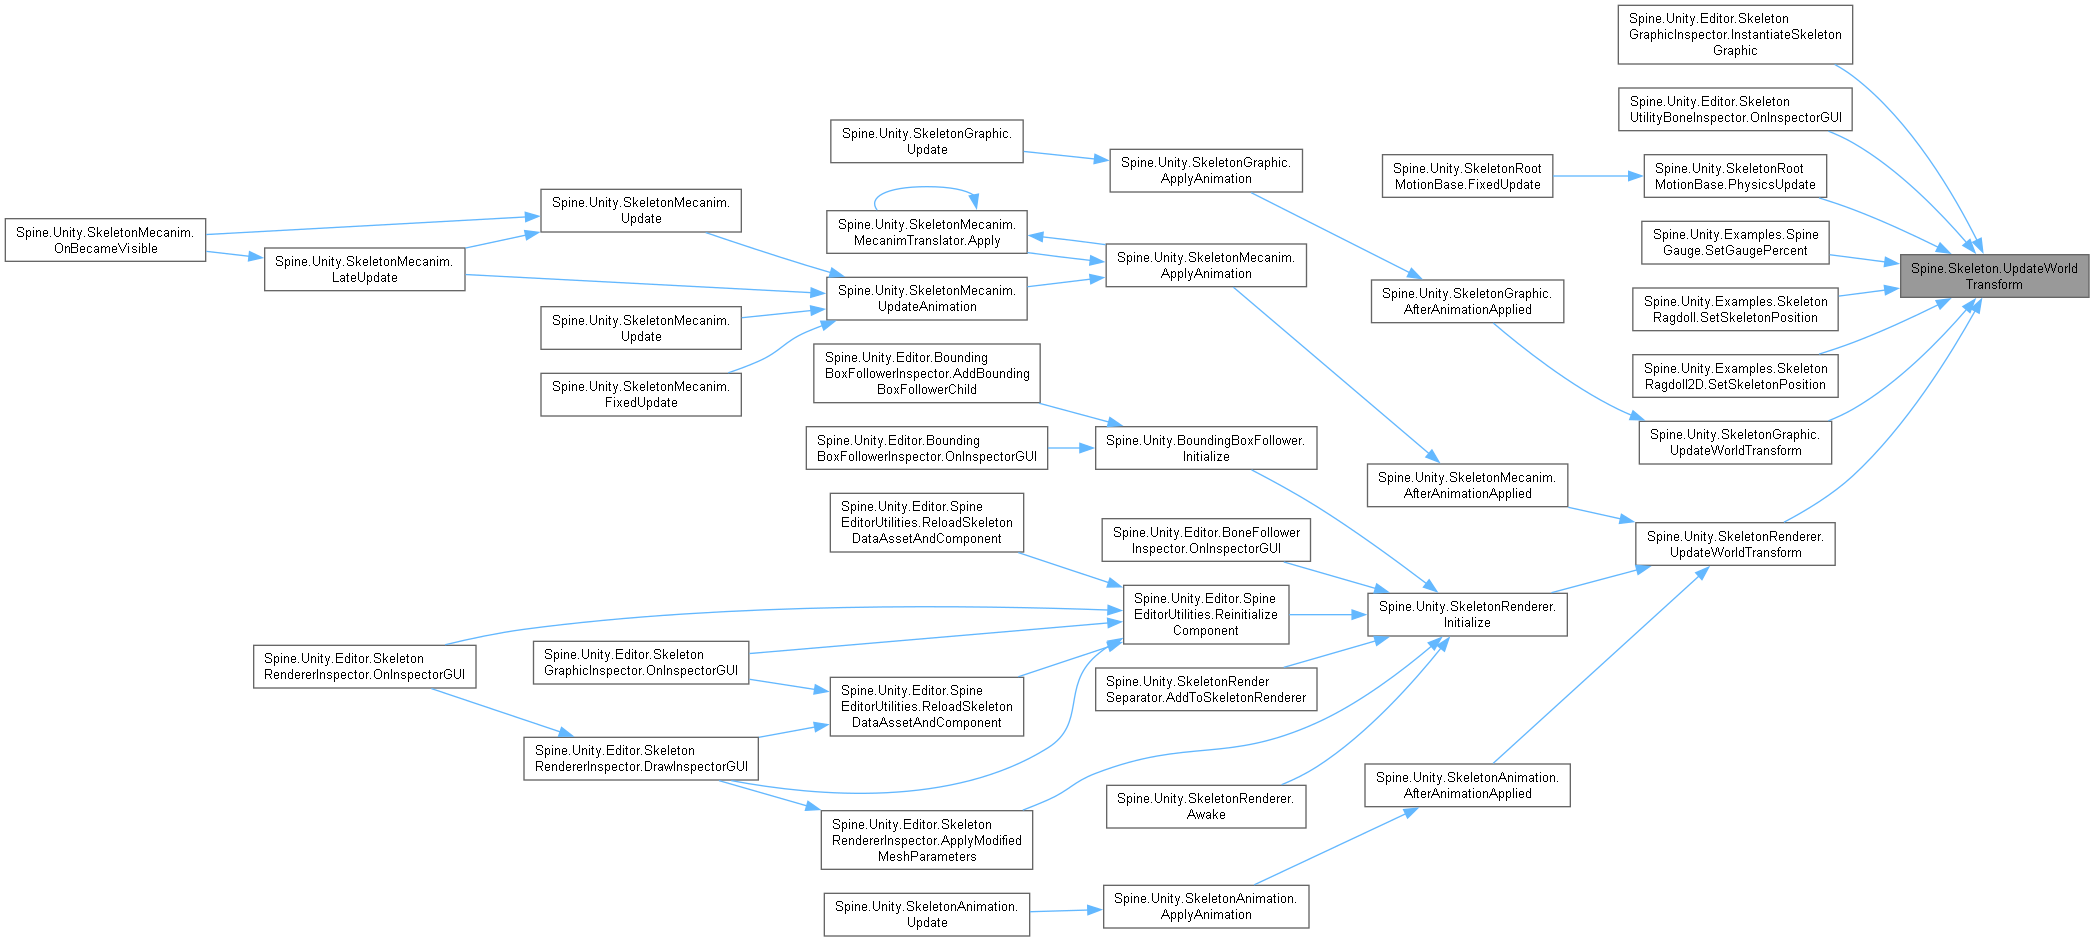 Spine.Unity.Editor.Skeleton
GraphicInspector.InstantiateSkeleton
Graphic
Spine.Unity.Editor.Skeleton
UtilityBoneInspector.OnInspectorGUI
Spine.Unity.SkeletonGraphic.
Update
Spine.Unity.SkeletonGraphic.
ApplyAnimation
Spine.Unity.SkeletonRoot
MotionBase.FixedUpdate
Spine.Unity.SkeletonRoot
MotionBase.PhysicsUpdate
Spine.Unity.SkeletonMecanim.
Update
Spine.Unity.SkeletonMecanim.
MecanimTranslator.Apply
Spine.Unity.Examples.Spine
Gauge.SetGaugePercent
Spine.Unity.SkeletonMecanim.
OnBecameVisible
Spine.Unity.SkeletonMecanim.
LateUpdate
Spine.Unity.SkeletonMecanim.
ApplyAnimation
Spine.Skeleton.UpdateWorld
Transform
Spine.Unity.SkeletonMecanim.
UpdateAnimation
Spine.Unity.SkeletonGraphic.
AfterAnimationApplied
Spine.Unity.Examples.Skeleton
Ragdoll.SetSkeletonPosition
Spine.Unity.SkeletonMecanim.
Update
Spine.Unity.Editor.Bounding
BoxFollowerInspector.AddBounding
BoxFollowerChild
Spine.Unity.Examples.Skeleton
Ragdoll2D.SetSkeletonPosition
Spine.Unity.SkeletonMecanim.
FixedUpdate
Spine.Unity.Editor.Bounding
BoxFollowerInspector.OnInspectorGUI
Spine.Unity.BoundingBoxFollower.
Initialize
Spine.Unity.SkeletonGraphic.
UpdateWorldTransform
Spine.Unity.SkeletonMecanim.
AfterAnimationApplied
Spine.Unity.Editor.Spine
EditorUtilities.ReloadSkeleton
DataAssetAndComponent
Spine.Unity.Editor.BoneFollower
Inspector.OnInspectorGUI
Spine.Unity.SkeletonRenderer.
UpdateWorldTransform
Spine.Unity.Editor.Spine
EditorUtilities.Reinitialize
Component
Spine.Unity.SkeletonRenderer.
Initialize
Spine.Unity.Editor.Skeleton
RendererInspector.OnInspectorGUI
Spine.Unity.Editor.Skeleton
GraphicInspector.OnInspectorGUI
Spine.Unity.SkeletonRender
Separator.AddToSkeletonRenderer
Spine.Unity.Editor.Spine
EditorUtilities.ReloadSkeleton
DataAssetAndComponent
Spine.Unity.Editor.Skeleton
RendererInspector.DrawInspectorGUI
Spine.Unity.SkeletonRenderer.
Awake
Spine.Unity.SkeletonAnimation.
AfterAnimationApplied
Spine.Unity.Editor.Skeleton
RendererInspector.ApplyModified
MeshParameters
Spine.Unity.SkeletonAnimation.
Update
Spine.Unity.SkeletonAnimation.
ApplyAnimation